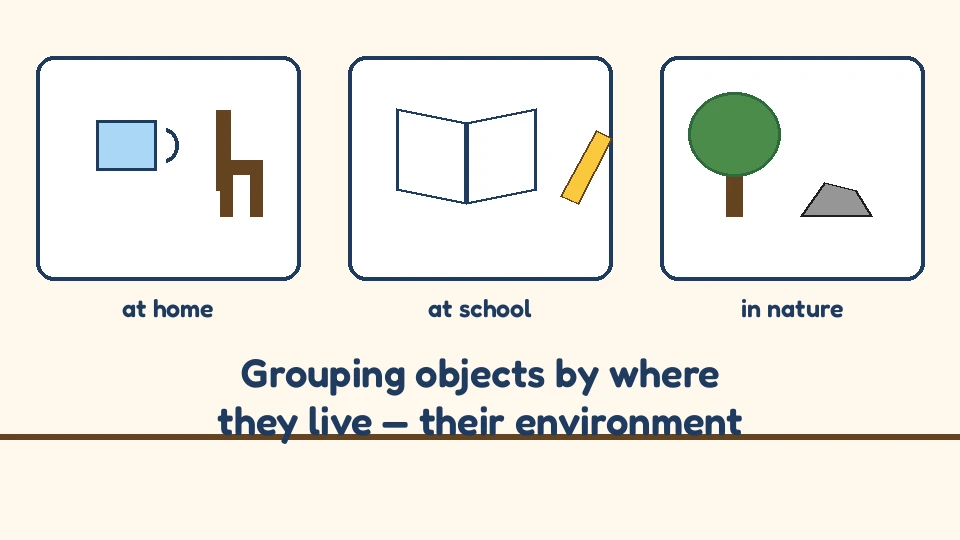 at home
at school
in nature
Grouping objects by where
they live — their environment